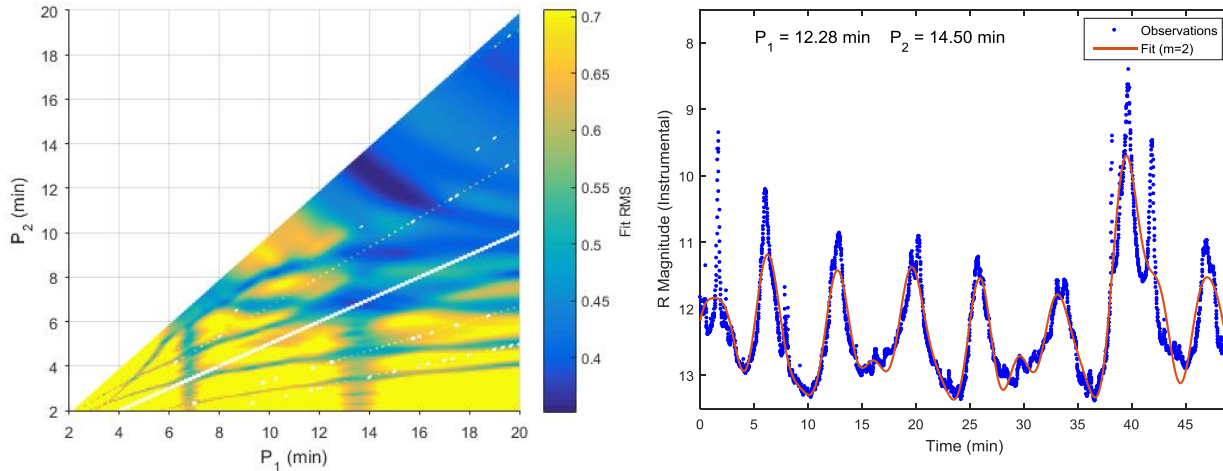 20
18
16
14
12
10
8
6
4
2
P2 (min)
2 4 6 8 10 12 14 16 18 20
P1 (min)
0.7
0.65
0.6
0.55
0.5
0.45
0.4
Fit RMS
P1 = 12.28 min P2 = 14.50 min
Observations
Fit (m=2)
8
9
10
11
12
13
R Magnitude (Instrumental)
0 5 10 15 20 25 30 35 40 45
Time (min)